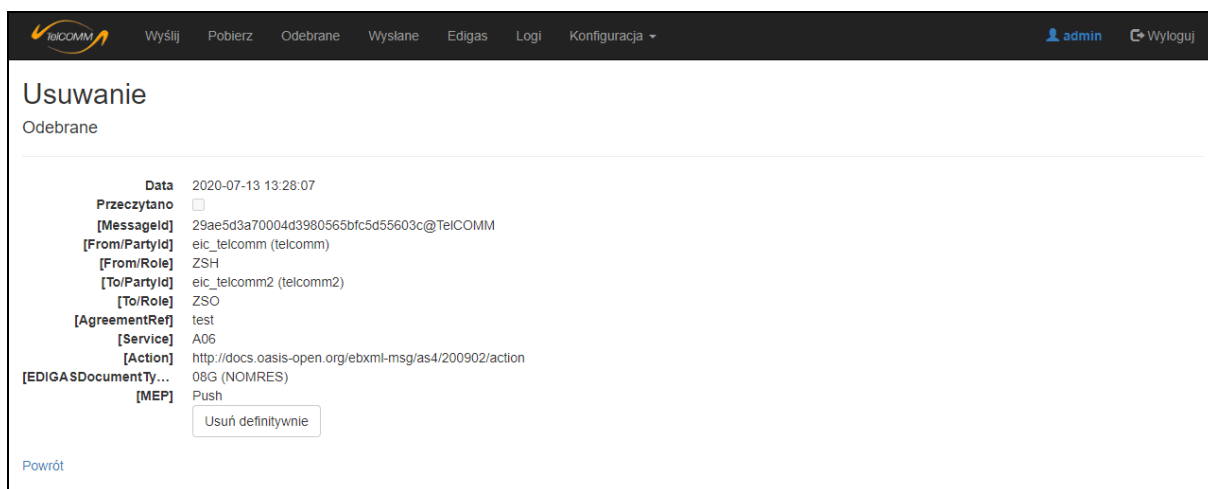 TelCOMM Wyślij Pobierz Odebrane Wysłane Edigas Logi Konfiguracja admin Wyloguj
Usuwanie
Odebrane
Data 2020-07-13 13:28:07
Przeczytano
[MessageId] 29ae5d3a70004d3980565bfc5d55603c@TelCOMM
[From/PartyId] eic_telcomm (telcomm)
[From/Role] ZSH
[To/PartyId] eic_telcomm2 (telcomm2)
[To/Role] ZSO
[AgreementRef] test
[Service] A06
[Action] http://docs.oasis-open.org/ebxml-msg/as4/200902/action
[EDIGASDocumentTy... 08G (NOMRES)
[MEP] Push
Usuń definitywnie
Powrót